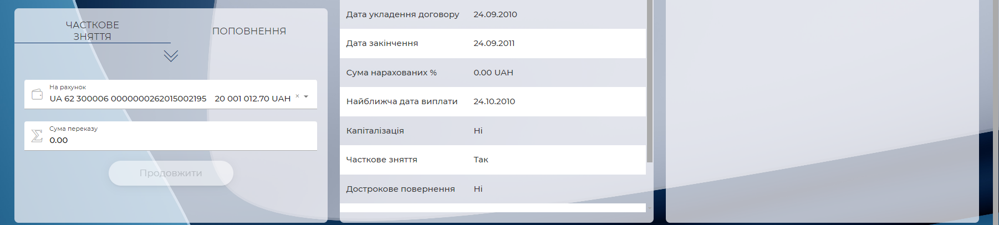 ЧАСТКОВЕ
ЗНЯТТЯ
ПОПОВНЕННЯ
На рахунок
UA 62 300006 0000000262015002195 20 001 012.70 UAH
Сума переказу
0.00
Продовжити
Дата укладення договору 24.09.2010
Дата закінчення 24.09.2011
Сума нарахованих % 0.00 UAH
Найближча дата виплати 24.10.2010
Капіталізація Ні
Часткове зняття Так
Дострокове повернення Ні